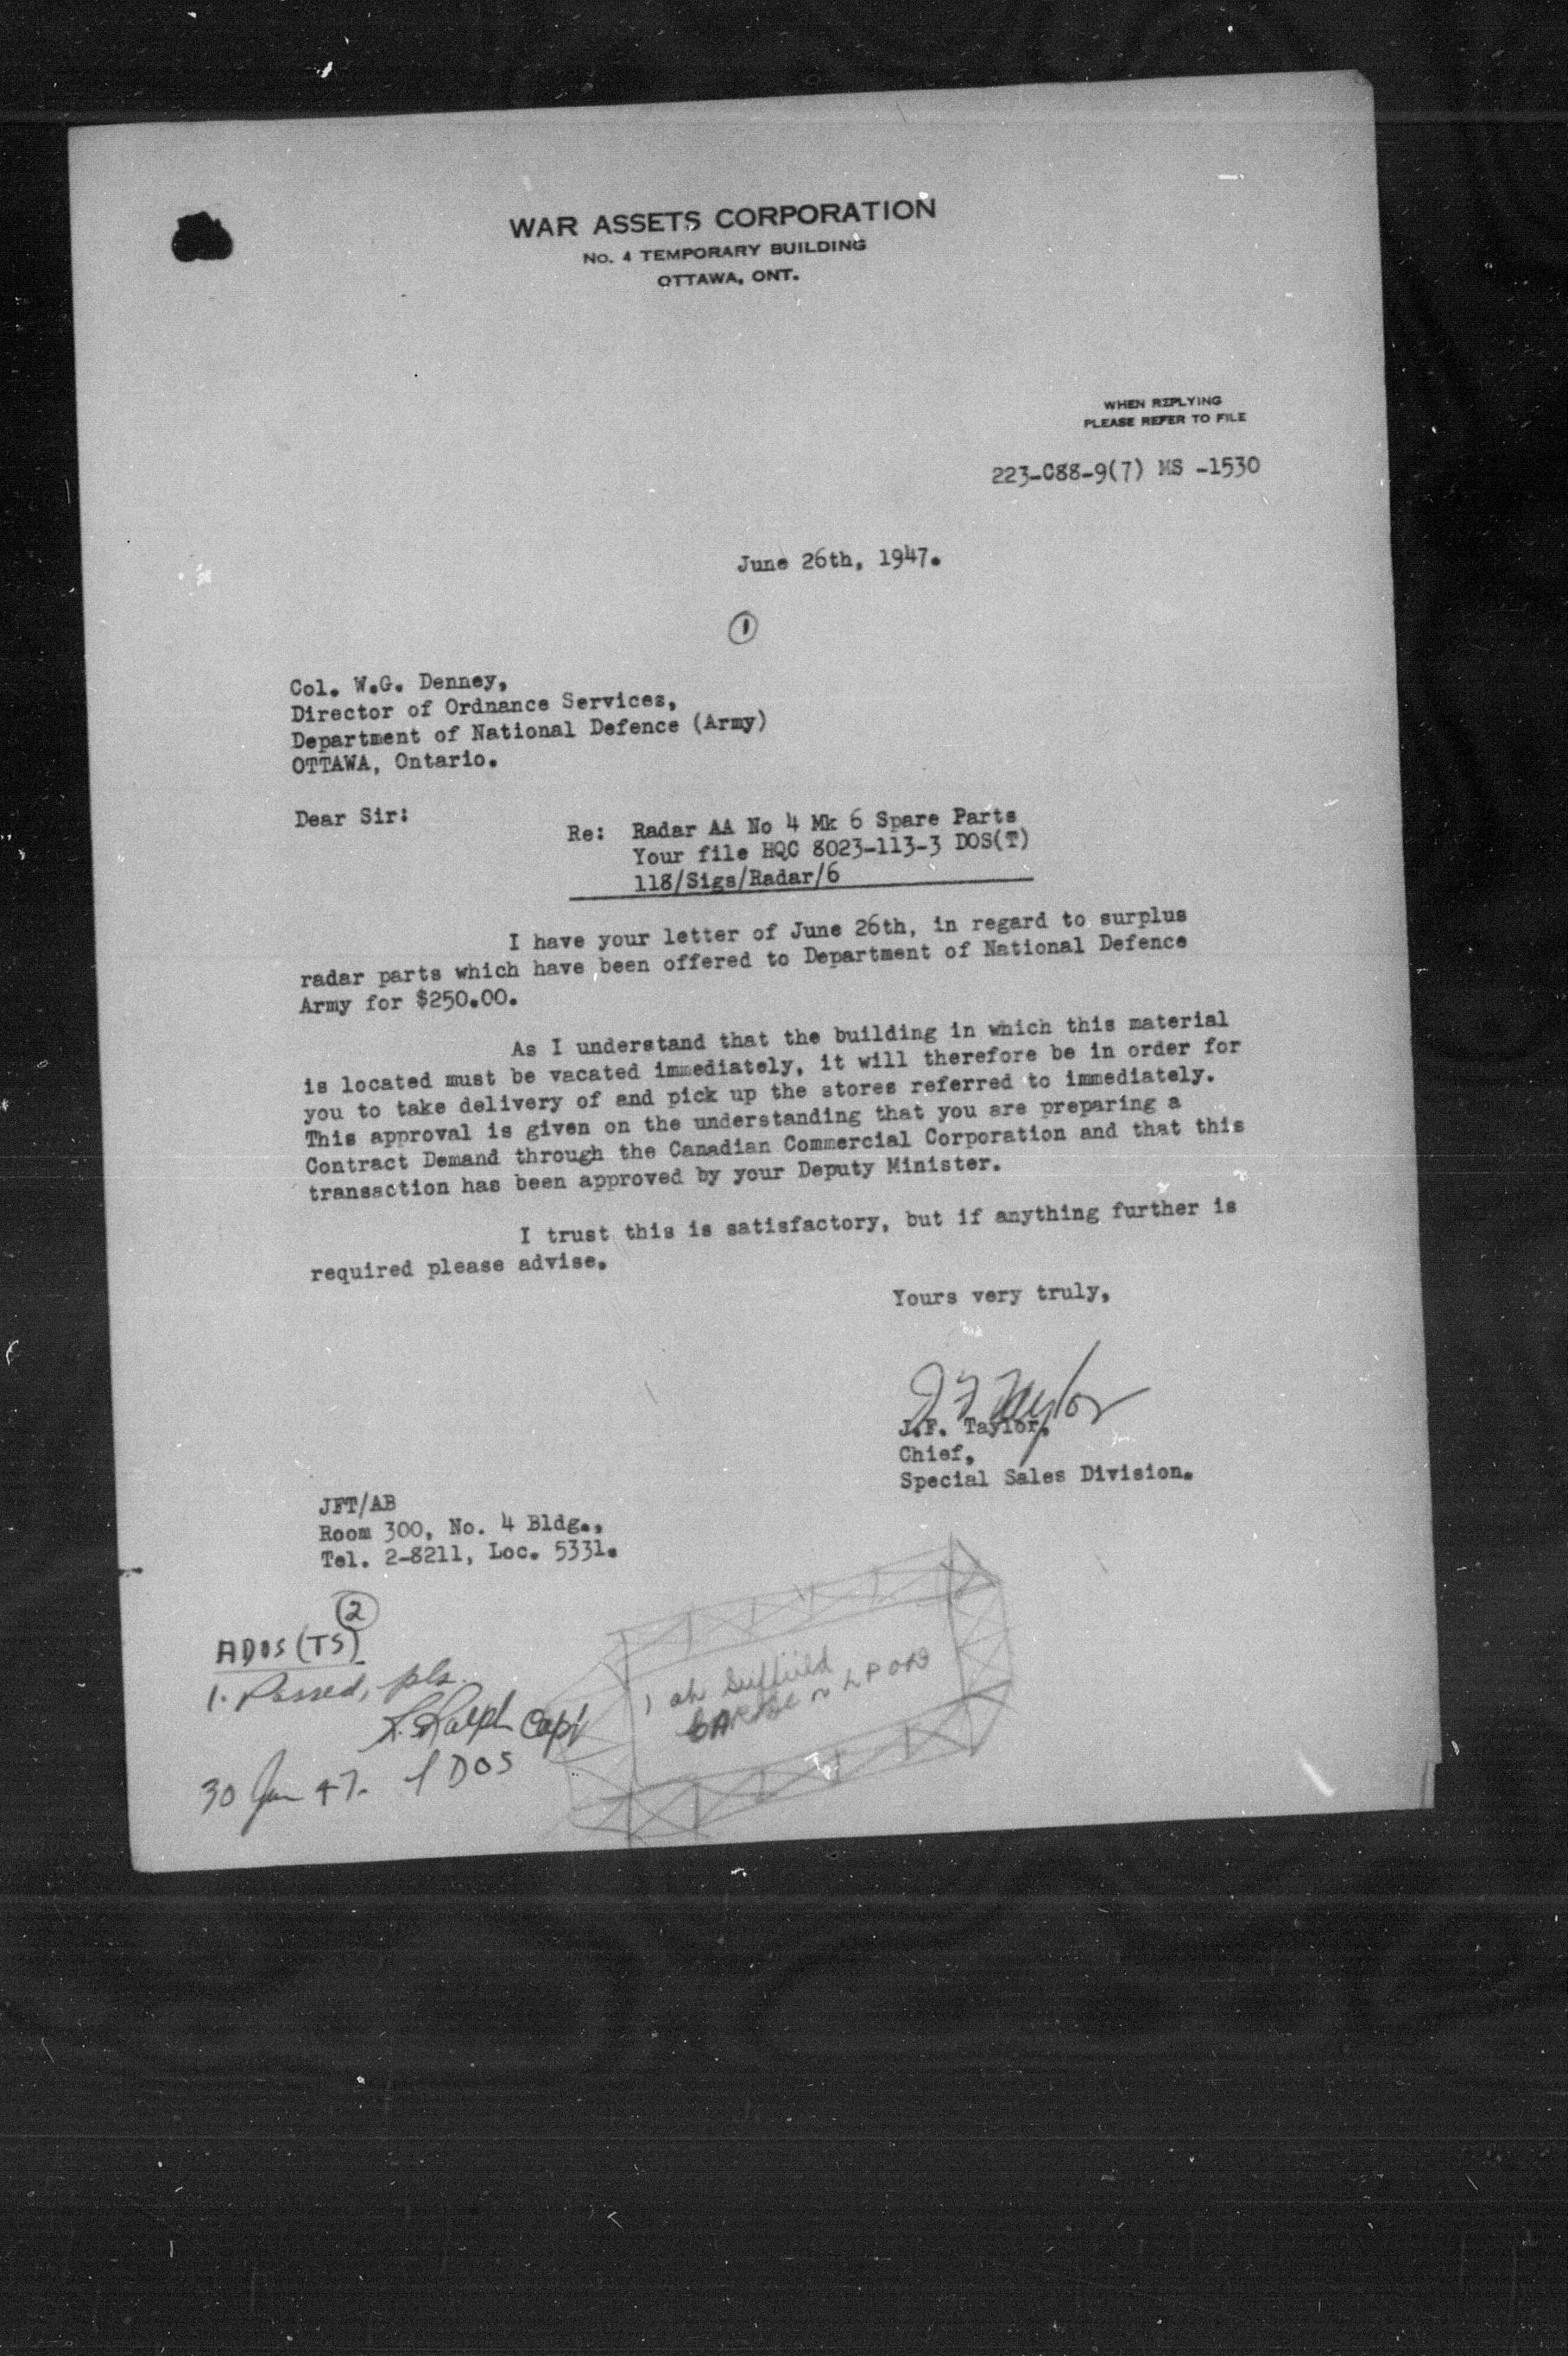 WAR ASSETS CORPORATION
No. 4 TEMPORARY BUILDING
OTTAWA, ONT.
WHEN REPLYING
PLEASE REFER TO FILE
223-C88-9(7) MS -1530
June 26th, 1947.
1
Col. W.G. Denney,
Director of Ordnance Services,
Department of National Defence (Army)
OTTAWA, Ontario.
Dear Sir:
Re: Radar AA No 4 Mk 6 Spare Parts
Your file HQC 8023-113-3 DOS(T)
118/Sigs/Radar/6
I have your letter of June 26th, in regard to surplus
radar parts which have been offered to Department of National Defence
Army for $250.00.
As I understand that the building in which this material
is located must be vacated immediately, it will therefore be in order for
you to take delivery of and pick up the stores referred to immediately.
This approval is given on the understanding that you are preparing a
Contract Demand through the Canadian Commercial Corporation and that this
transaction has been approved by your Deputy Minister.
I trust this is satisfactory, but if anything further is
required please advise.
Yours very truly,
J F Taylor
J.F. Taylor,
Chief,
Special Sales Division.
JFT/AB
Room 300, No. 4 Bldg.,
Tel. 2-8211, Loc. 5331.
2
ADOS (TS)
1. Passed, pls.
Ralph Capt
30 Jun 47. f DOS
1 at Suffield